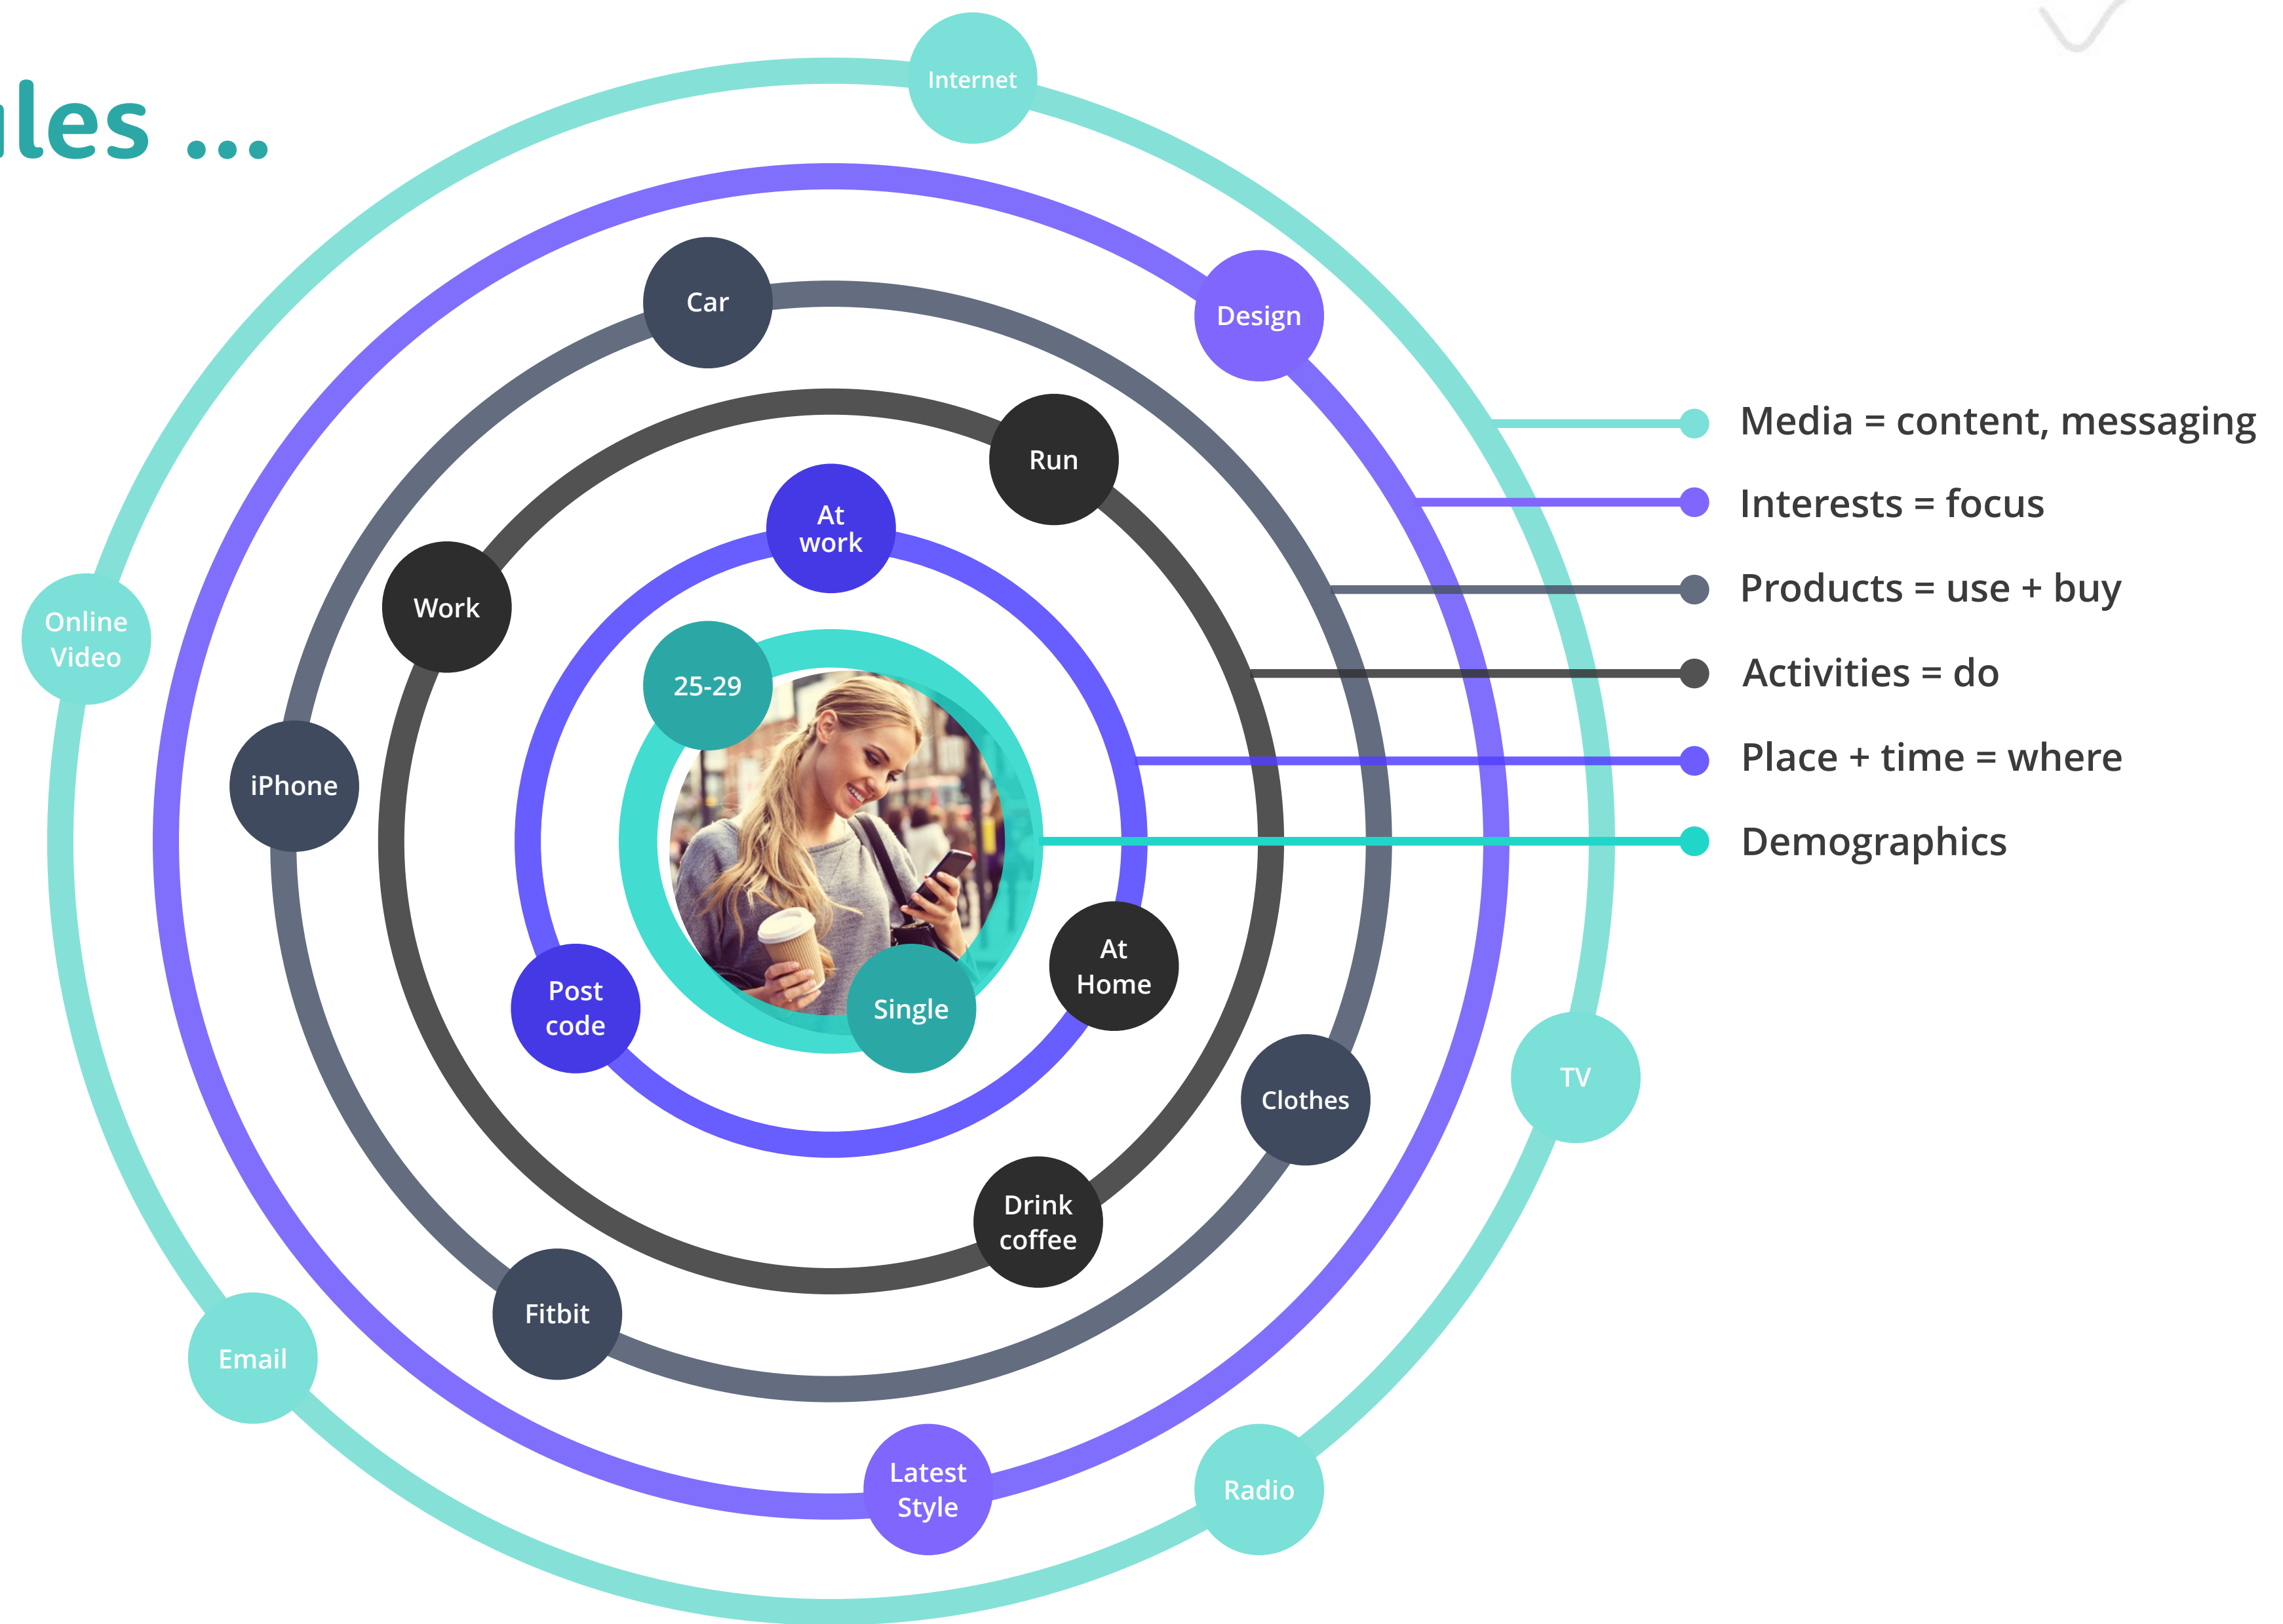 les ...
Internet
Car
Design
Run
At
work
Work
Online
Video
25-29
iPhone
At
Home
Post
code
Single
TV
Clothes
Drink
coffee
Fitbit
Email
Latest
Style
Radio
Media = content, messaging
Interests = focus
Products = use + buy
Activities = do
Place + time = where
Demographics